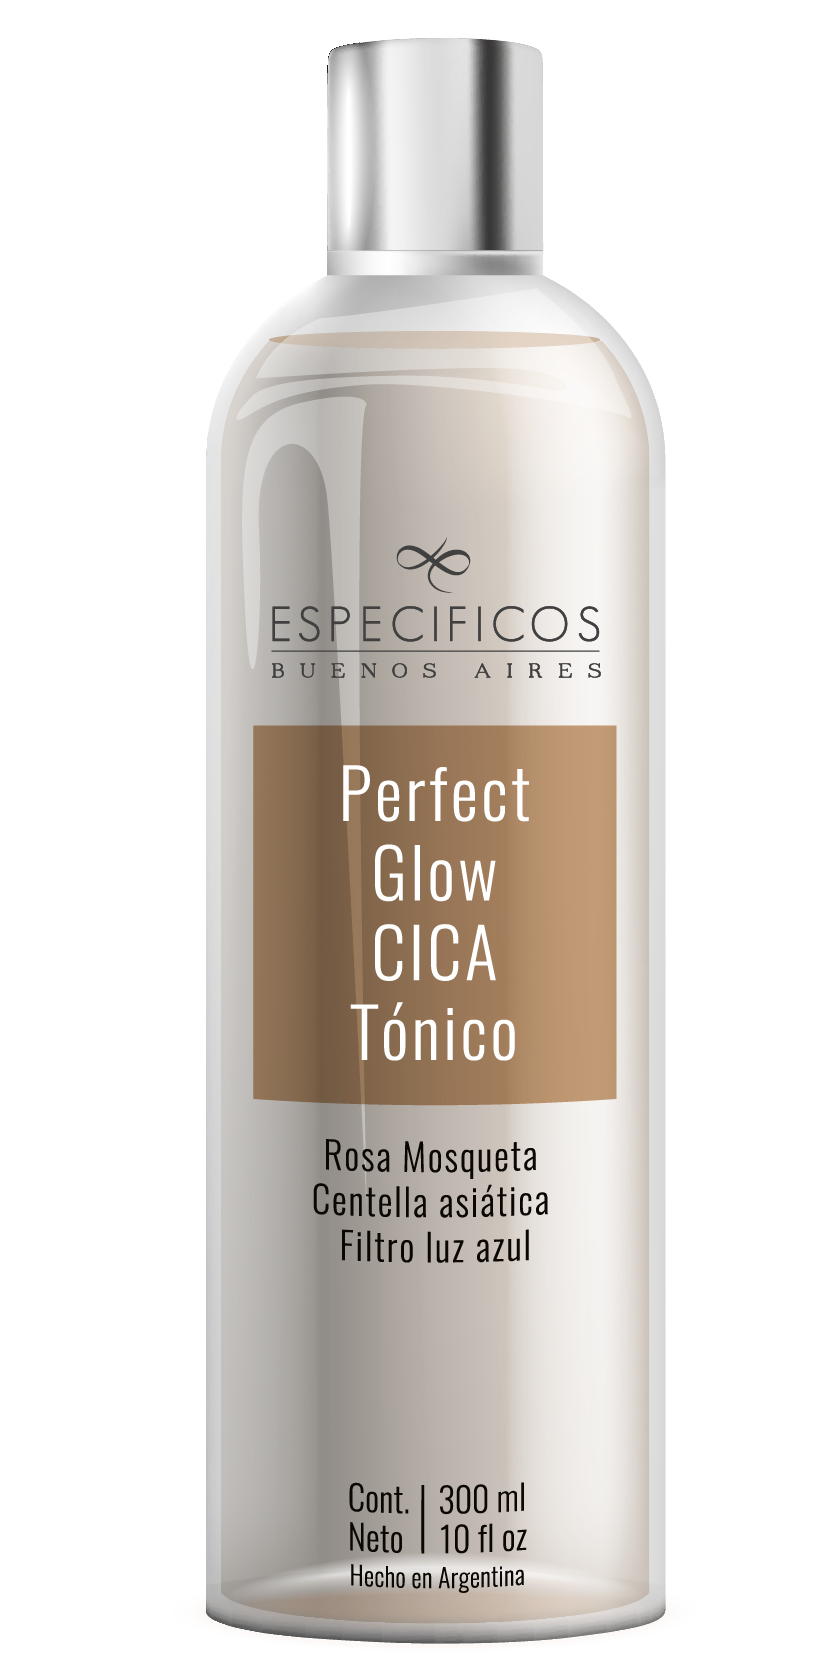 ESPECIFICOS
BUENOS AIRES
Perfect
Glow
CICA
Tónico
Rosa Mosqueta
Centella asiática
Filtro luz azul
Cont. | 300 ml
Neto | 10 fl oz
Hecho en Argentina